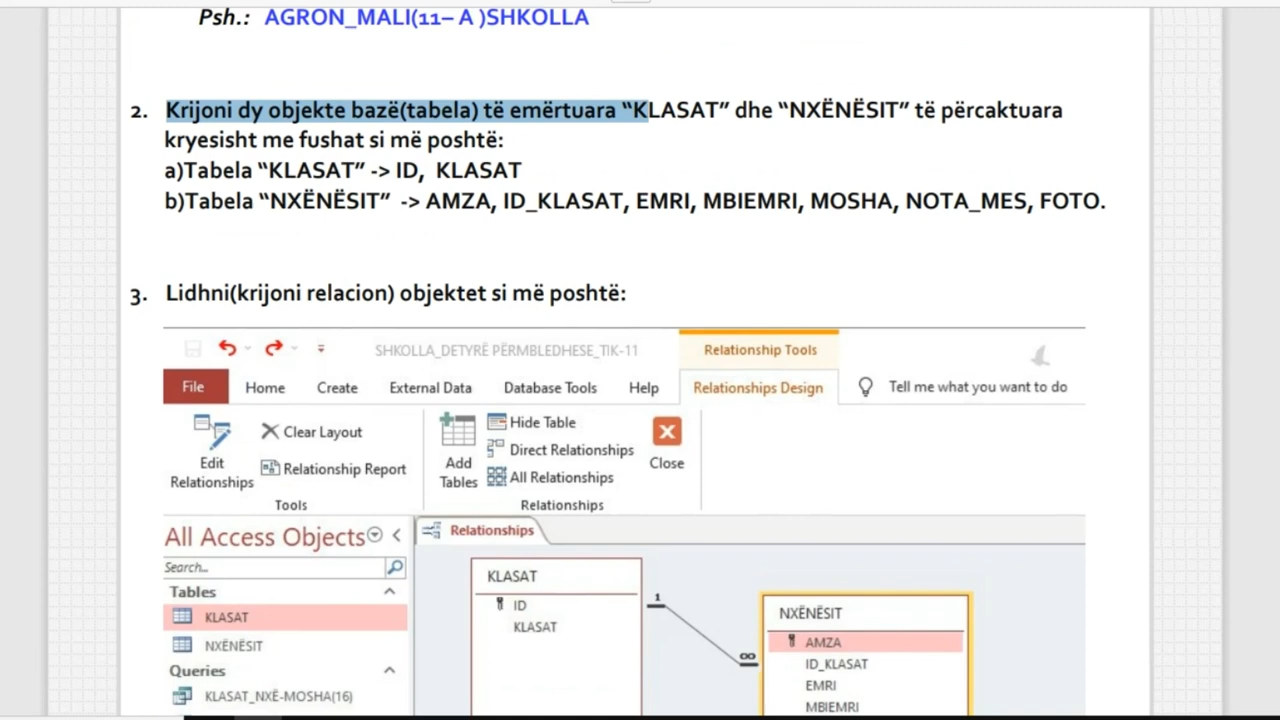 Psh.: AGRON_MALI(11– A )SHKOLLA
2. Krijoni dy objekte bazë(tabela) të emërtuara “KLASAT” dhe “NXËNËSIT” të përcaktuara
kryesisht me fushat si më poshtë:
a)Tabela “KLASAT” -> ID, KLASAT
b)Tabela “NXËNËSIT” -> AMZA, ID_KLASAT, EMRI, MBIEMRI, MOSHA, NOTA_MES, FOTO.
3. Lidhni(krijoni relacion) objektet si më poshtë:
SHKOLLA_DETYRË PËRMBLEDHESE_TIK-11 Relationship Tools
File Home Create External Data Database Tools Help Relationships Design Tell me what you want to do
Edit Relationships
Clear Layout
Relationship Report
Tools
Add Tables
Hide Table
Direct Relationships
All Relationships
Close
Relationships
All Access Objects
Search...
Tables
KLASAT
NXËNËSIT
Queries
KLASAT_NXË-MOSHA(16)
Relationships
KLASAT
ID
KLASAT
1
∞
NXËNËSIT
AMZA
ID_KLASAT
EMRI
MBIEMRI